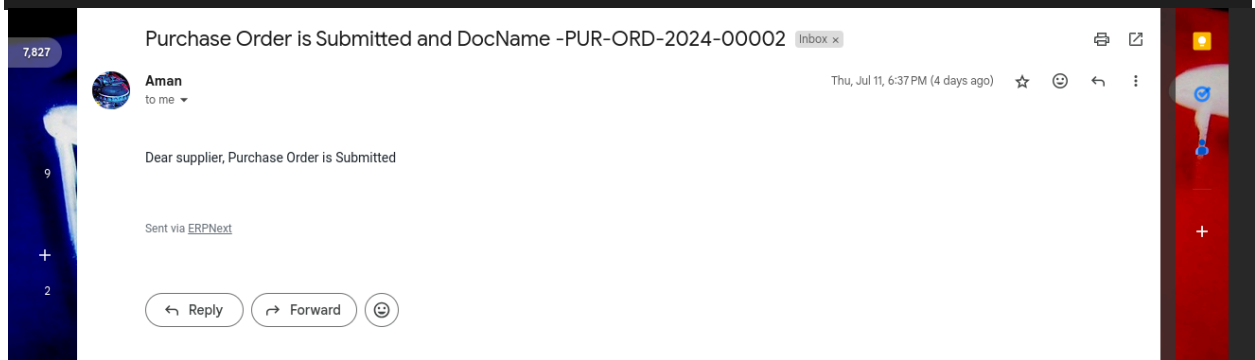 7,827
Purchase Order is Submitted and DocName -PUR-ORD-2024-00002 Inbox ×
Aman
Thu, Jul 11, 6:37 PM (4 days ago)
to me
9
Dear supplier, Purchase Order is Submitted
Sent via ERPNext
2
Reply Forward